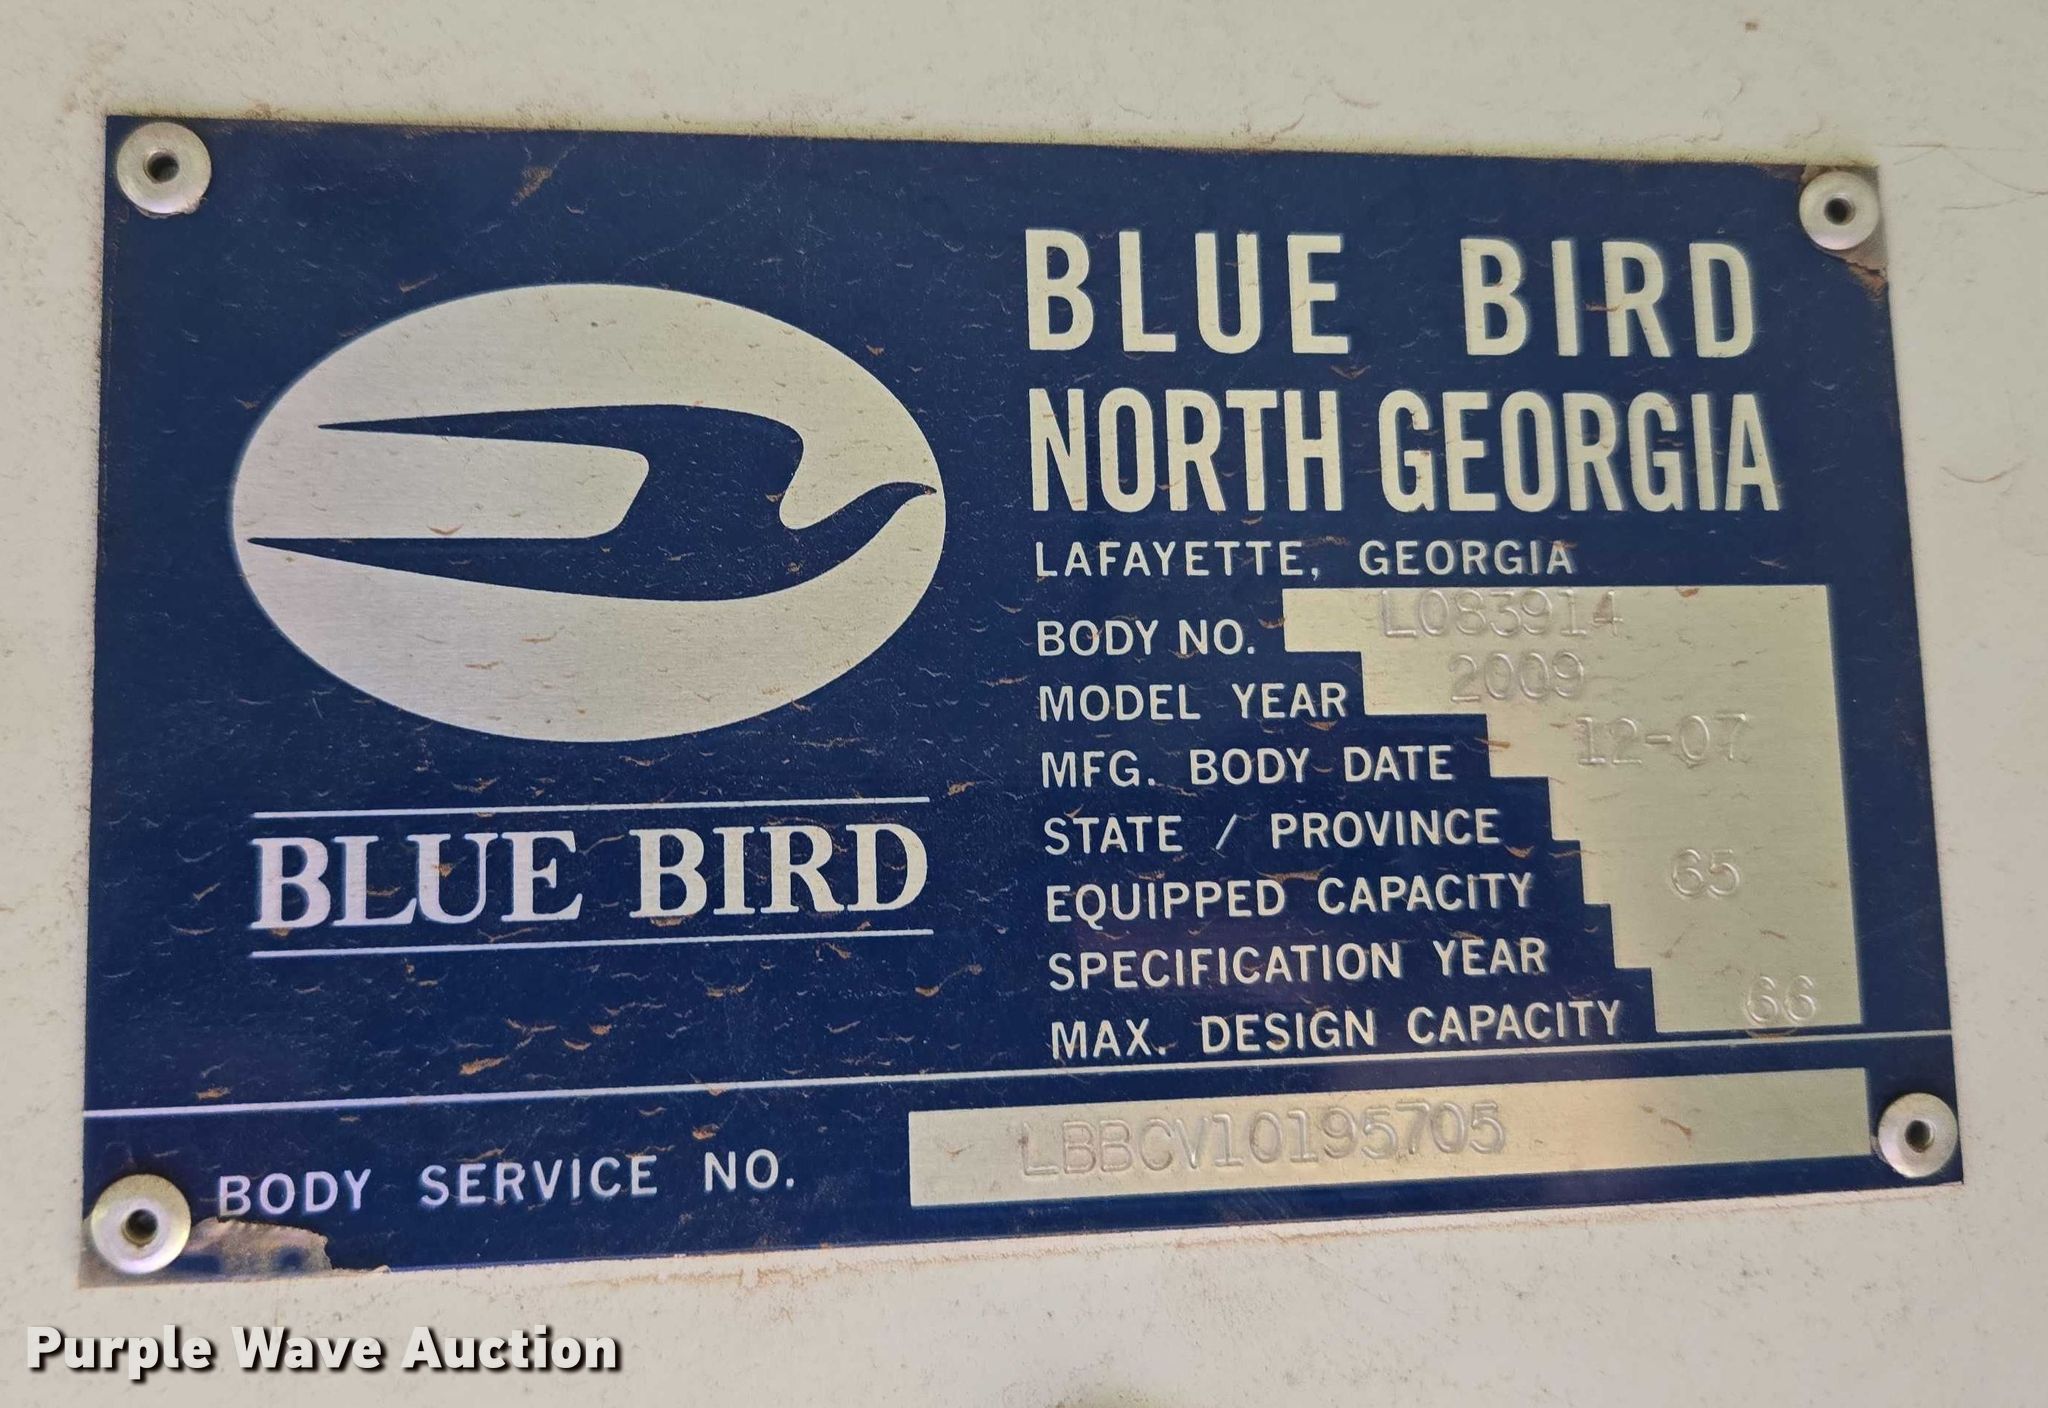 BLUE BIRD
NORTH GEORGIA
LAFAYETTE, GEORGIA
BODY NO. L083914
MODEL YEAR 2009
MFG. BODY DATE 12-07
STATE / PROVINCE
EQUIPPED CAPACITY 65
SPECIFICATION YEAR
MAX. DESIGN CAPACITY 66
BLUE BIRD
BODY SERVICE NO. LBBCV10195705
Purple Wave Auction